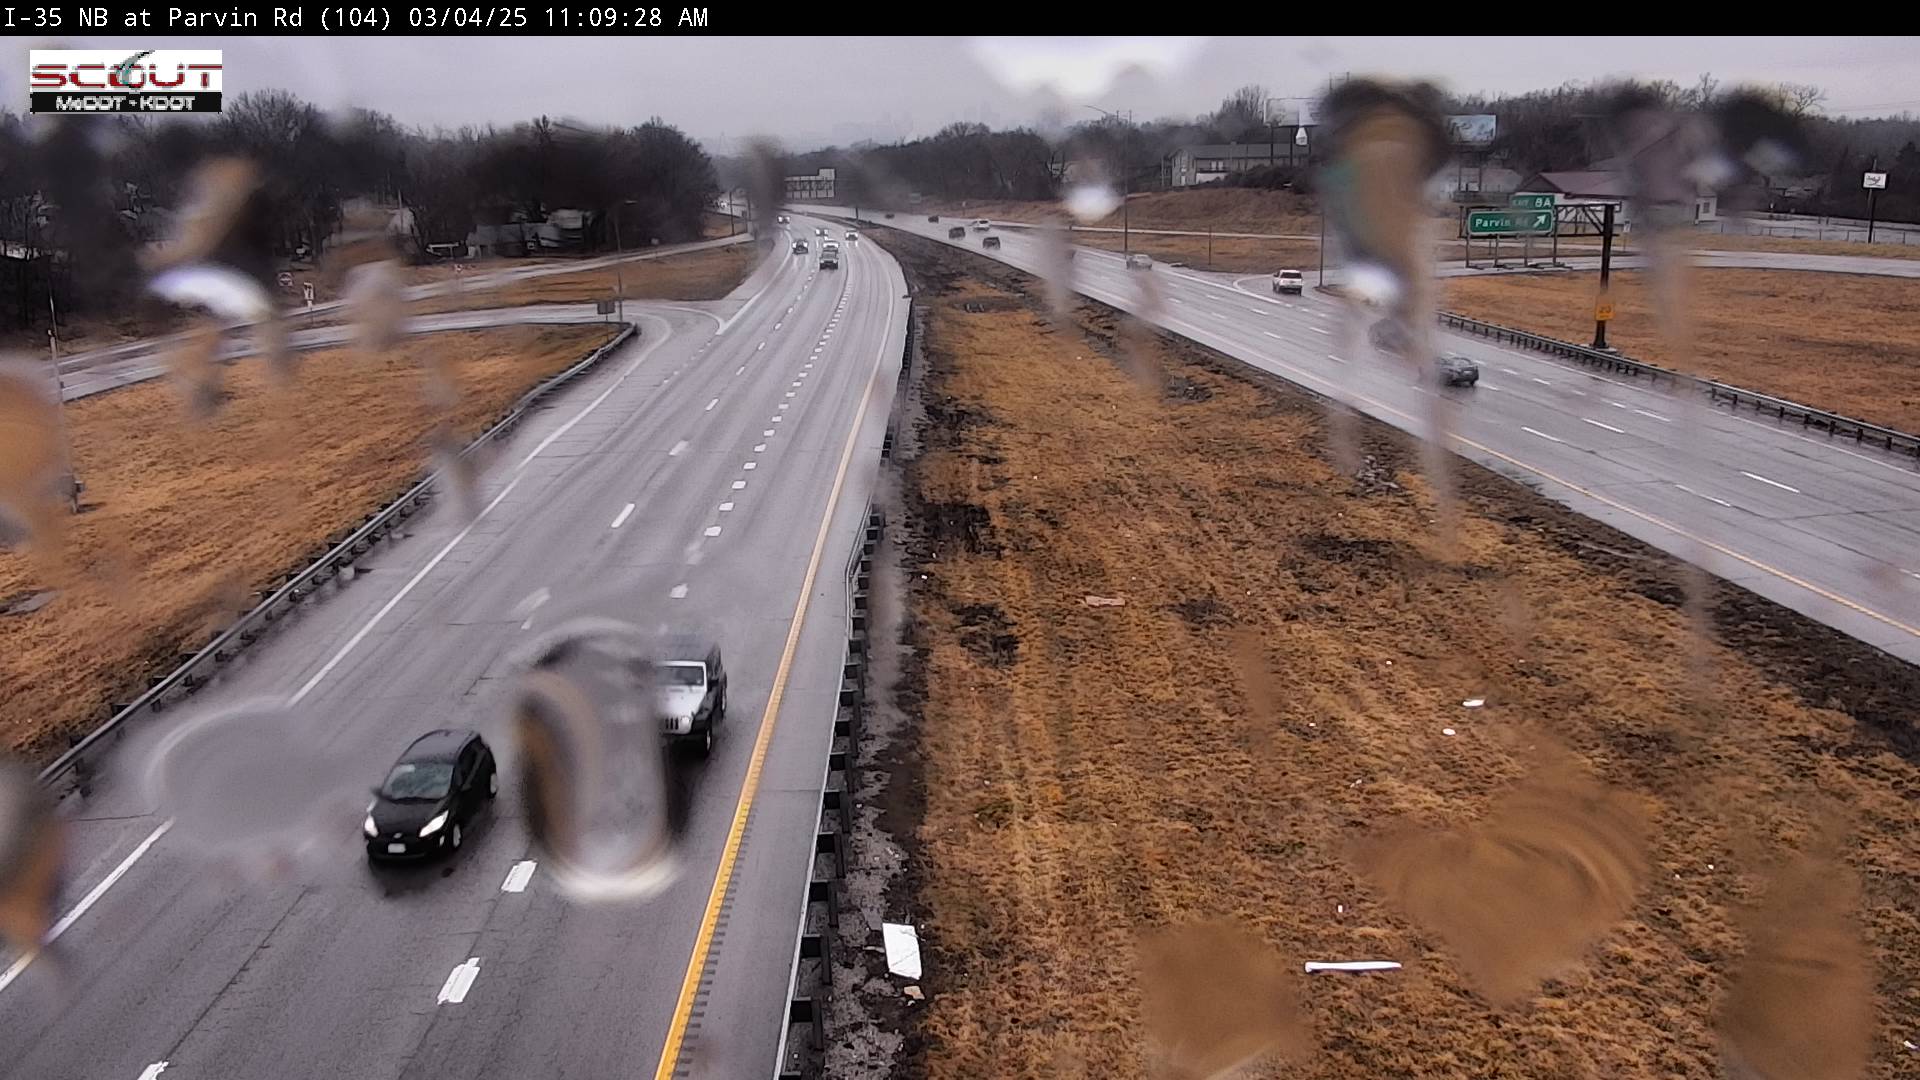 I-35 NB at Parvin Rd (104) 03/04/25 11:09:28 AM
SCOUT
MoDOT - KDOT
EXIT 8A
Parvin Rd